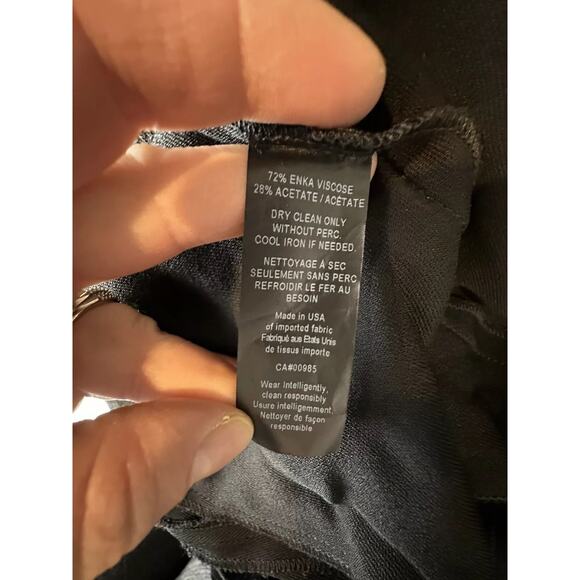 72% ENKA VISCOSE
28% ACETATE / ACÉTATE
DRY CLEAN ONLY
WITHOUT PERC.
COOL IRON IF NEEDED.
NETTOYAGE À SEC
SEULEMENT SANS PERC
REFROIDIR LE FER AU
BESOIN
Made in USA
of imported fabric
Fabriqué aus Etats Unis
de tissus importe
CA#00985
Wear Intelligently,
clean responsibly
Usure intelligemment,
Nettoyer de façon
responsible